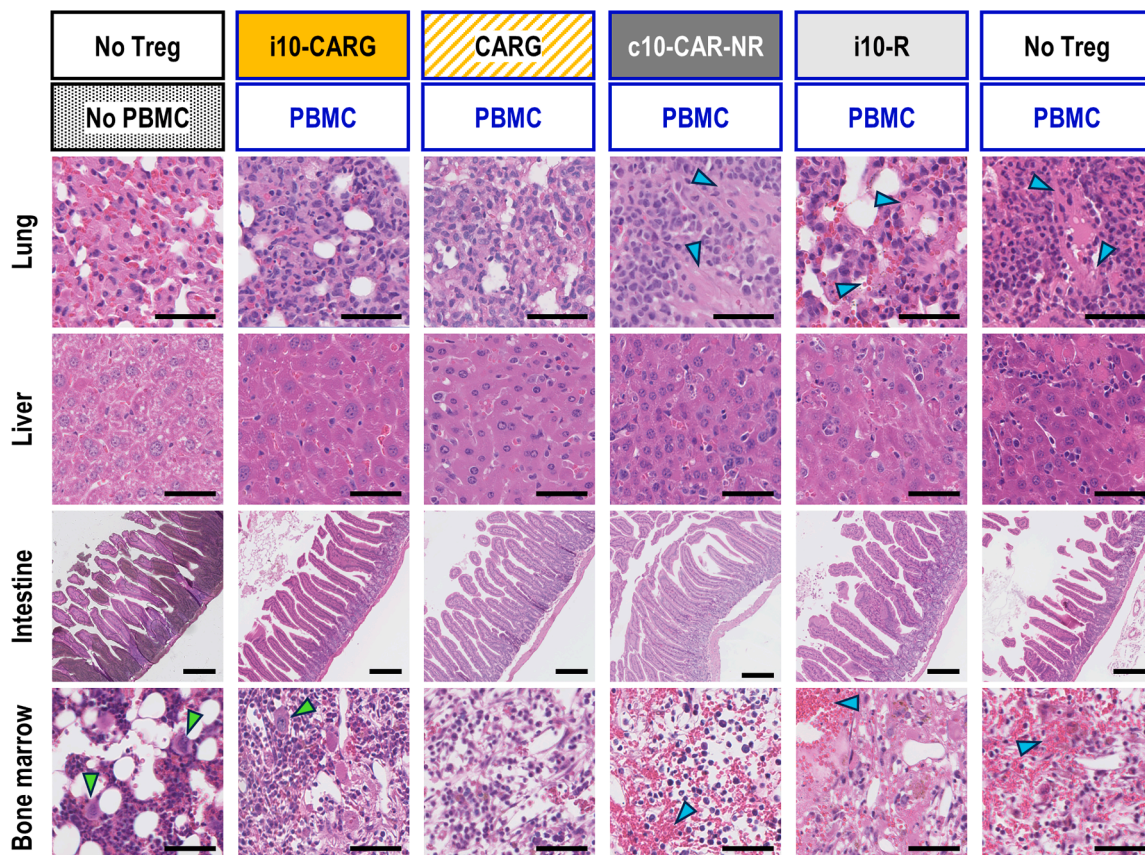 No Treg
i10-CARG
CARG
c10-CAR-NR
i10-R
No Treg
No PBMC
PBMC
PBMC
PBMC
PBMC
PBMC
Lung
Liver
Intestine
Bone marrow